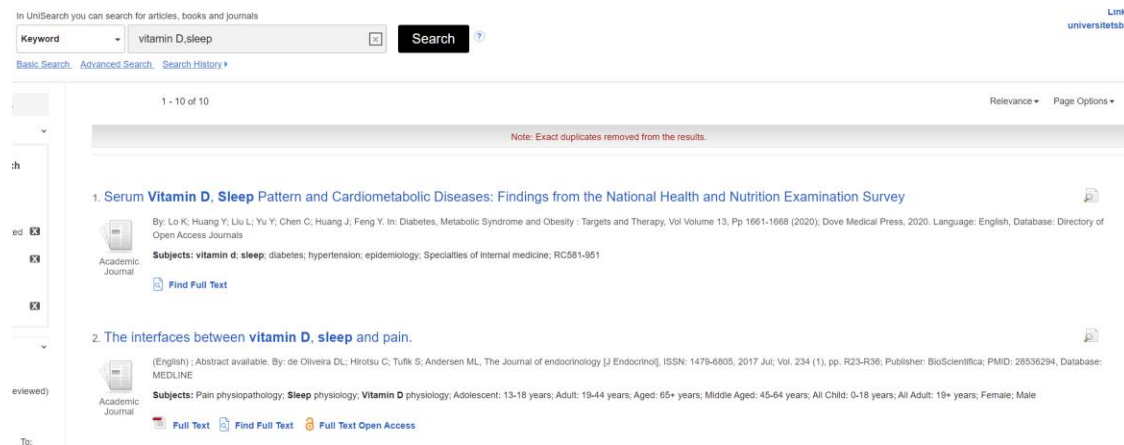 In UniSearch you can search for articles, books and journals
Link
universitetsb
Keyword vitamin D,sleep Search ?
Basic Search Advanced Search Search History
1 - 10 of 10 Relevance Page Options
Note: Exact duplicates removed from the results.
:h
1. Serum Vitamin D, Sleep Pattern and Cardiometabolic Diseases: Findings from the National Health and Nutrition Examination Survey
By: Lo K; Huang Y; Liu L; Yu Y; Chen C; Huang J; Feng Y. In: Diabetes, Metabolic Syndrome and Obesity : Targets and Therapy, Vol Volume 13, Pp 1661-1668 (2020); Dove Medical Press, 2020. Language: English, Database: Directory of
Open Access Journals
ed
Subjects: vitamin d; sleep; diabetes; hypertension; epidemiology; Specialties of internal medicine; RC581-951
Academic
Journal
Find Full Text
2. The interfaces between vitamin D, sleep and pain.
(English) ; Abstract available. By: de Oliveira DL; Hirotsu C; Tufik S; Andersen ML, The Journal of endocrinology [J Endocrinol], ISSN: 1479-6805, 2017 Jul; Vol. 234 (1), pp. R23-R36; Publisher: BioScientifica; PMID: 28536294, Database:
MEDLINE
eviewed)
Subjects: Pain physiopathology; Sleep physiology; Vitamin D physiology; Adolescent: 13-18 years; Adult: 19-44 years; Aged: 65+ years; Middle Aged: 45-64 years; All Child: 0-18 years; All Adult: 19+ years; Female; Male
Academic
Journal
Full Text Find Full Text Full Text Open Access
To: